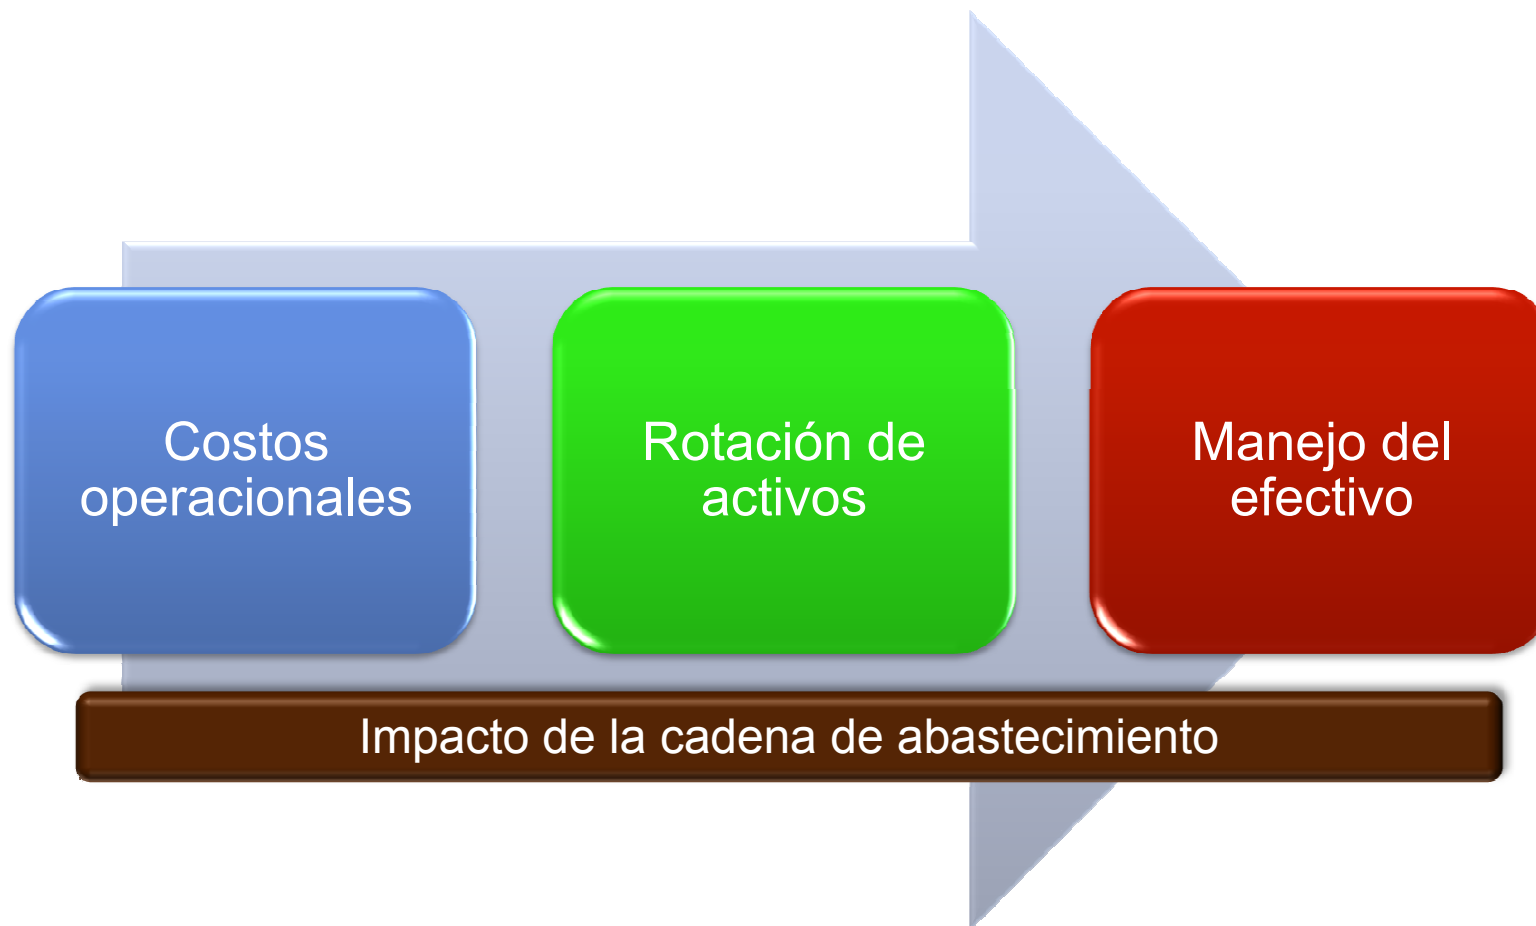 Costos
operacionales
Rotación de
activos
Manejo del
efectivo
Impacto de la cadena de abastecimiento